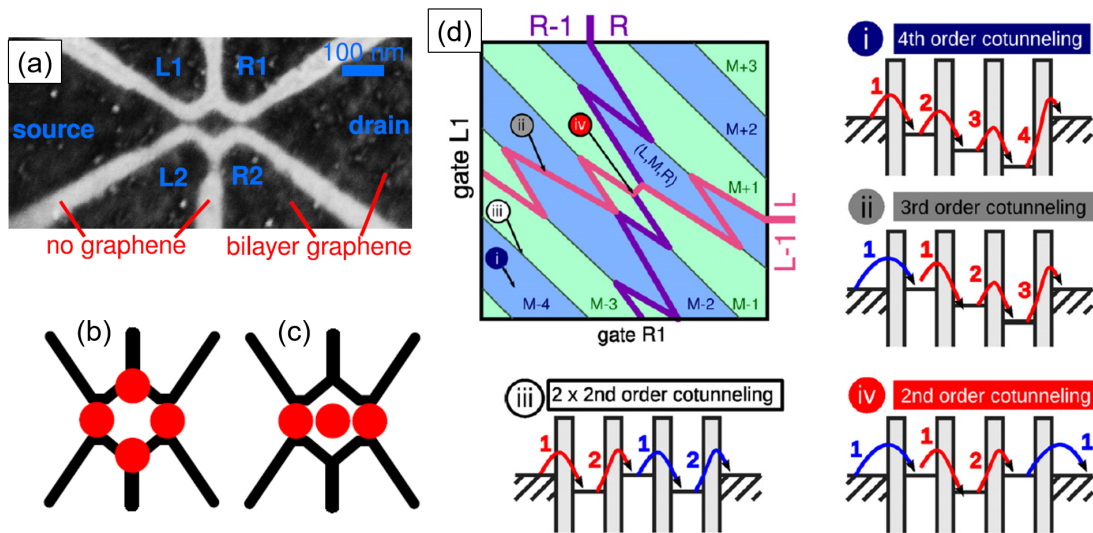 (a)
L1
R1
100 nm
source
drain
L2
R2
no graphene
bilayer graphene
(b)
(c)
(d)
R-1
R
gate L1
M+3
M+2
M+1
ii
iv
(L,M,R)
iii
i
L
L-1
M-4
M-3
M-2
M-1
gate R1
i
4th order cotunneling
1
2
3
4
ii
3rd order cotunneling
1
1
2
3
iii
2 x 2nd order cotunneling
1
2
1
2
iv
2nd order cotunneling
1
1
2
1